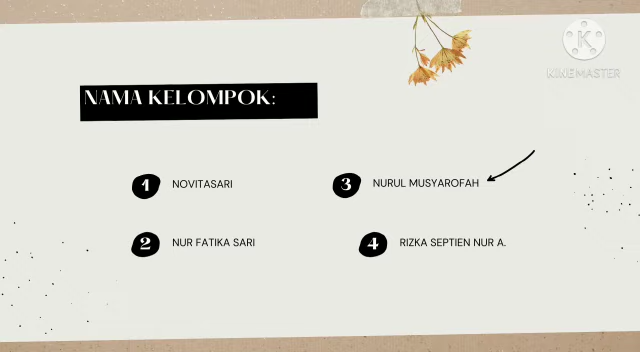 KINEMASTER
NAMA KELOMPOK:
1 NOVITASARI
2 NUR FATIKA SARI
3 NURUL MUSYAROFAH
4 RIZKA SEPTIEN NUR A.